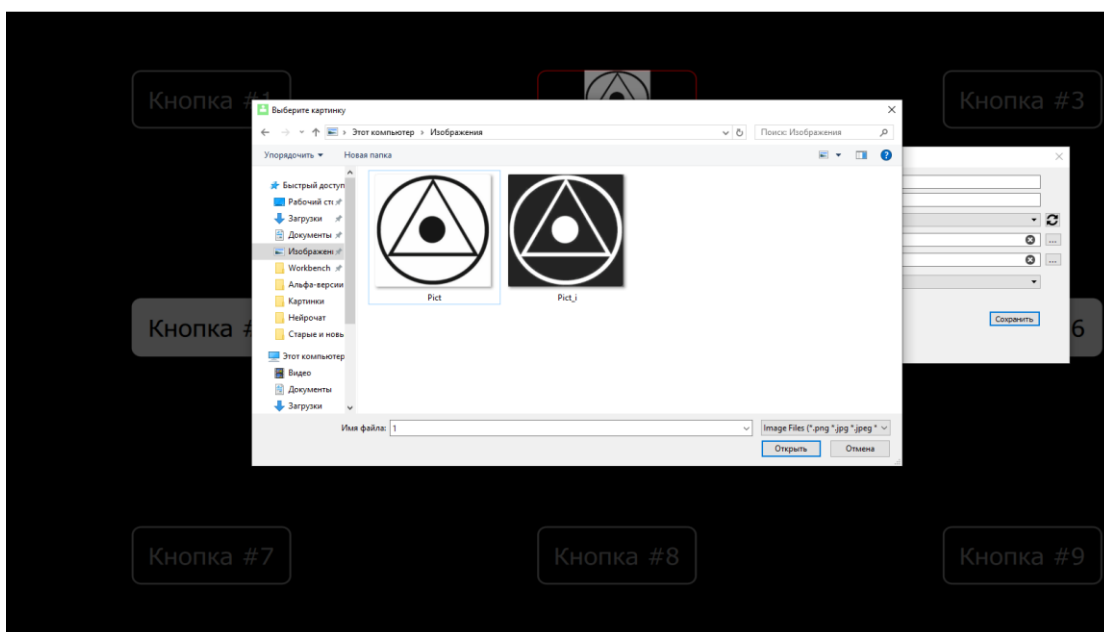 Кнопка #1
Кнопка #3
Выберите картинку
Этот компьютер › Изображения
Поиск: Изображения
Упорядочить
Новая папка
Быстрый доступ
Рабочий сто
Загрузки
Документы
Изображени
Workbench
Альфа-версии
Картинки
Нейрочат
Старые и новь
Этот компьютер
Видео
Документы
Загрузки
Pict
Pict_i
Сохранить
Кнопка #
6
Имя файла: 1
Image Files (*.png *.jpg *.jpeg *
Открыть
Отмена
Кнопка #7
Кнопка #8
Кнопка #9